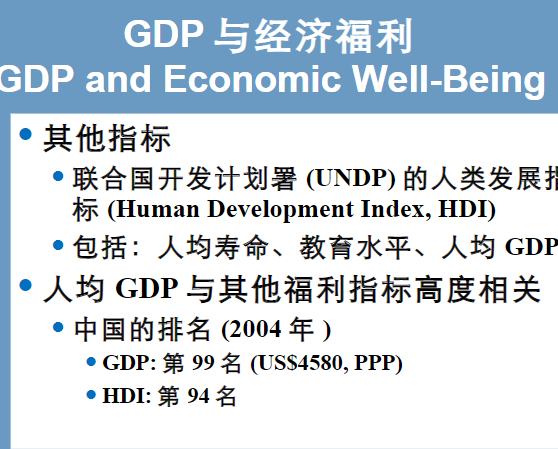 GDP 与经济福利
GDP and Economic Well-Being
• 其他指标
• 联合国开发计划署 (UNDP) 的人类发展指
标 (Human Development Index, HDI)
• 包括：人均寿命、教育水平、人均 GDP
• 人均 GDP 与其他福利指标高度相关
• 中国的排名 (2004 年 )
• GDP: 第 99 名 (US$4580, PPP)
• HDI: 第 94 名